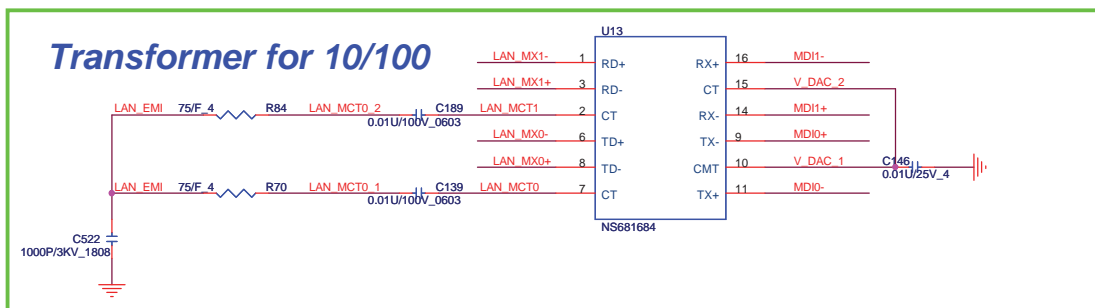 Transformer for 10/100
U13
LAN_MX1- 1 RD+ RX+ 16 MDI1-
LAN_MX1+ 3 RD- CT 15 V_DAC_2
LAN_EMI 75/F_4 R84 LAN_MCT0_2 C189 LAN_MCT1 2 CT RX- 14 MDI1+
0.01U/100V_0603
LAN_MX0- 6 TD+ TX- 9 MDI0+
LAN_MX0+ 8 TD- CMT 10 V_DAC_1 C146
0.01U/25V_4
LAN_EMI 75/F_4 R70 LAN_MCT0_1 C139 LAN_MCT0 7 CT TX+ 11 MDI0-
0.01U/100V_0603
NS681684
C522
1000P/3KV_1808